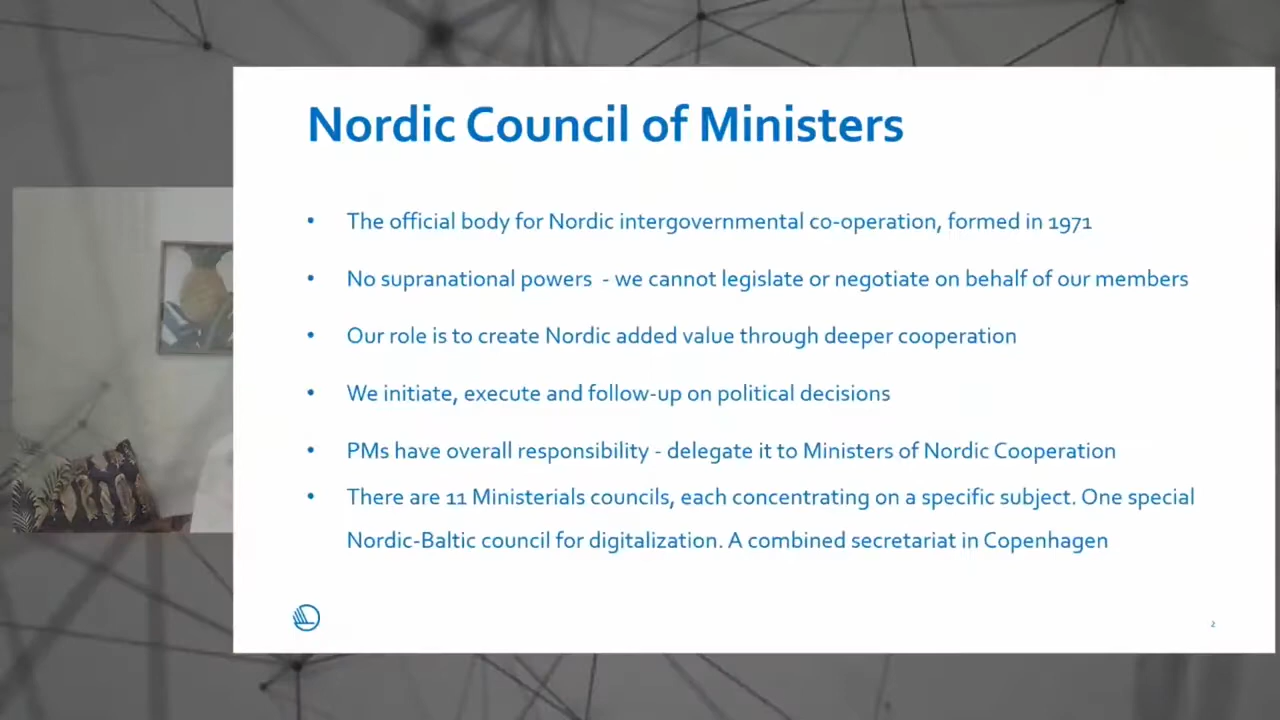 Nordic Council of Ministers
• The official body for Nordic intergovernmental co-operation, formed in 1971
• No supranational powers - we cannot legislate or negotiate on behalf of our members
• Our role is to create Nordic added value through deeper cooperation
• We initiate, execute and follow-up on political decisions
• PMs have overall responsibility - delegate it to Ministers of Nordic Cooperation
• There are 11 Ministerials councils, each concentrating on a specific subject. One special
Nordic-Baltic council for digitalization. A combined secretariat in Copenhagen
2